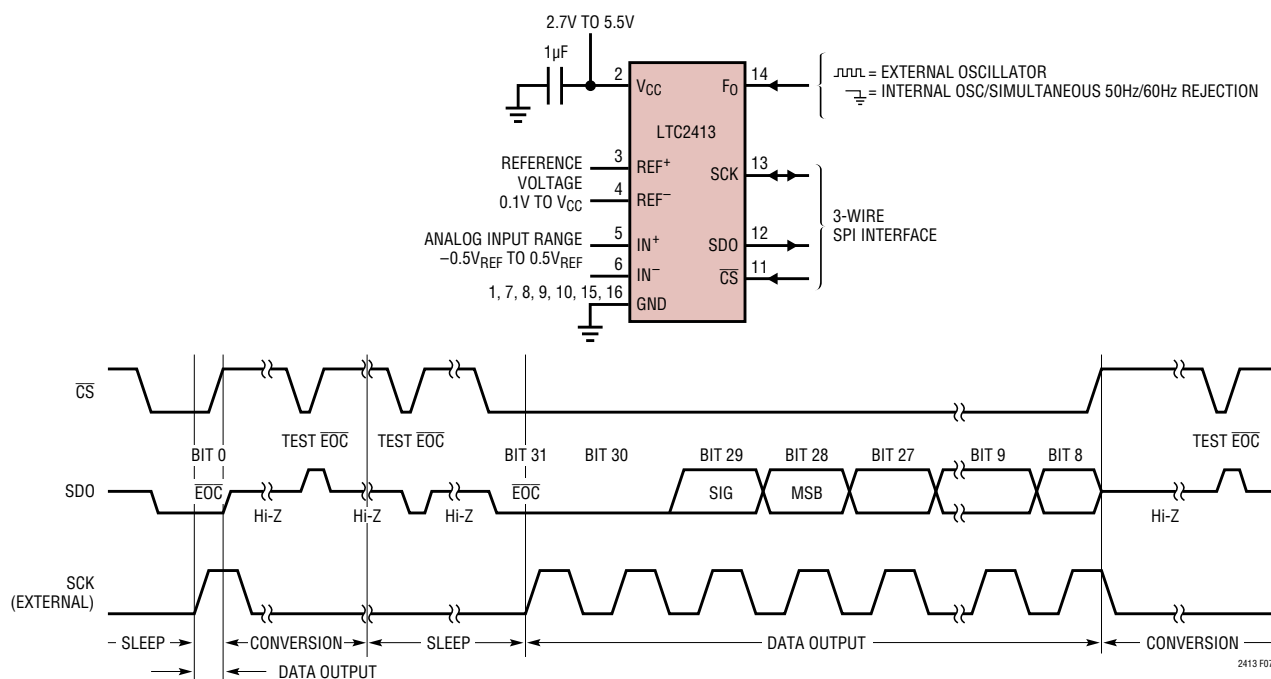 2.7V TO 5.5V
1µF
2
VCC
LTC2413
FO
14
= EXTERNAL OSCILLATOR
= INTERNAL OSC/SIMULTANEOUS 50Hz/60Hz REJECTION
REFERENCE
VOLTAGE
0.1V TO VCC
3
REF+
4
REF−
SCK
13
ANALOG INPUT RANGE
−0.5VREF TO 0.5VREF
5
IN+
6
IN−
SDO
12
CS
11
3-WIRE
SPI INTERFACE
1, 7, 8, 9, 10, 15, 16
GND
CS
TEST EOC
TEST EOC
TEST EOC
BIT 0
BIT 31
BIT 30
BIT 29
BIT 28
BIT 27
BIT 9
BIT 8
SDO
EOC
EOC
SIG
MSB
Hi-Z
Hi-Z
Hi-Z
Hi-Z
SCK
(EXTERNAL)
SLEEP
CONVERSION
SLEEP
DATA OUTPUT
CONVERSION
DATA OUTPUT
2413 F07